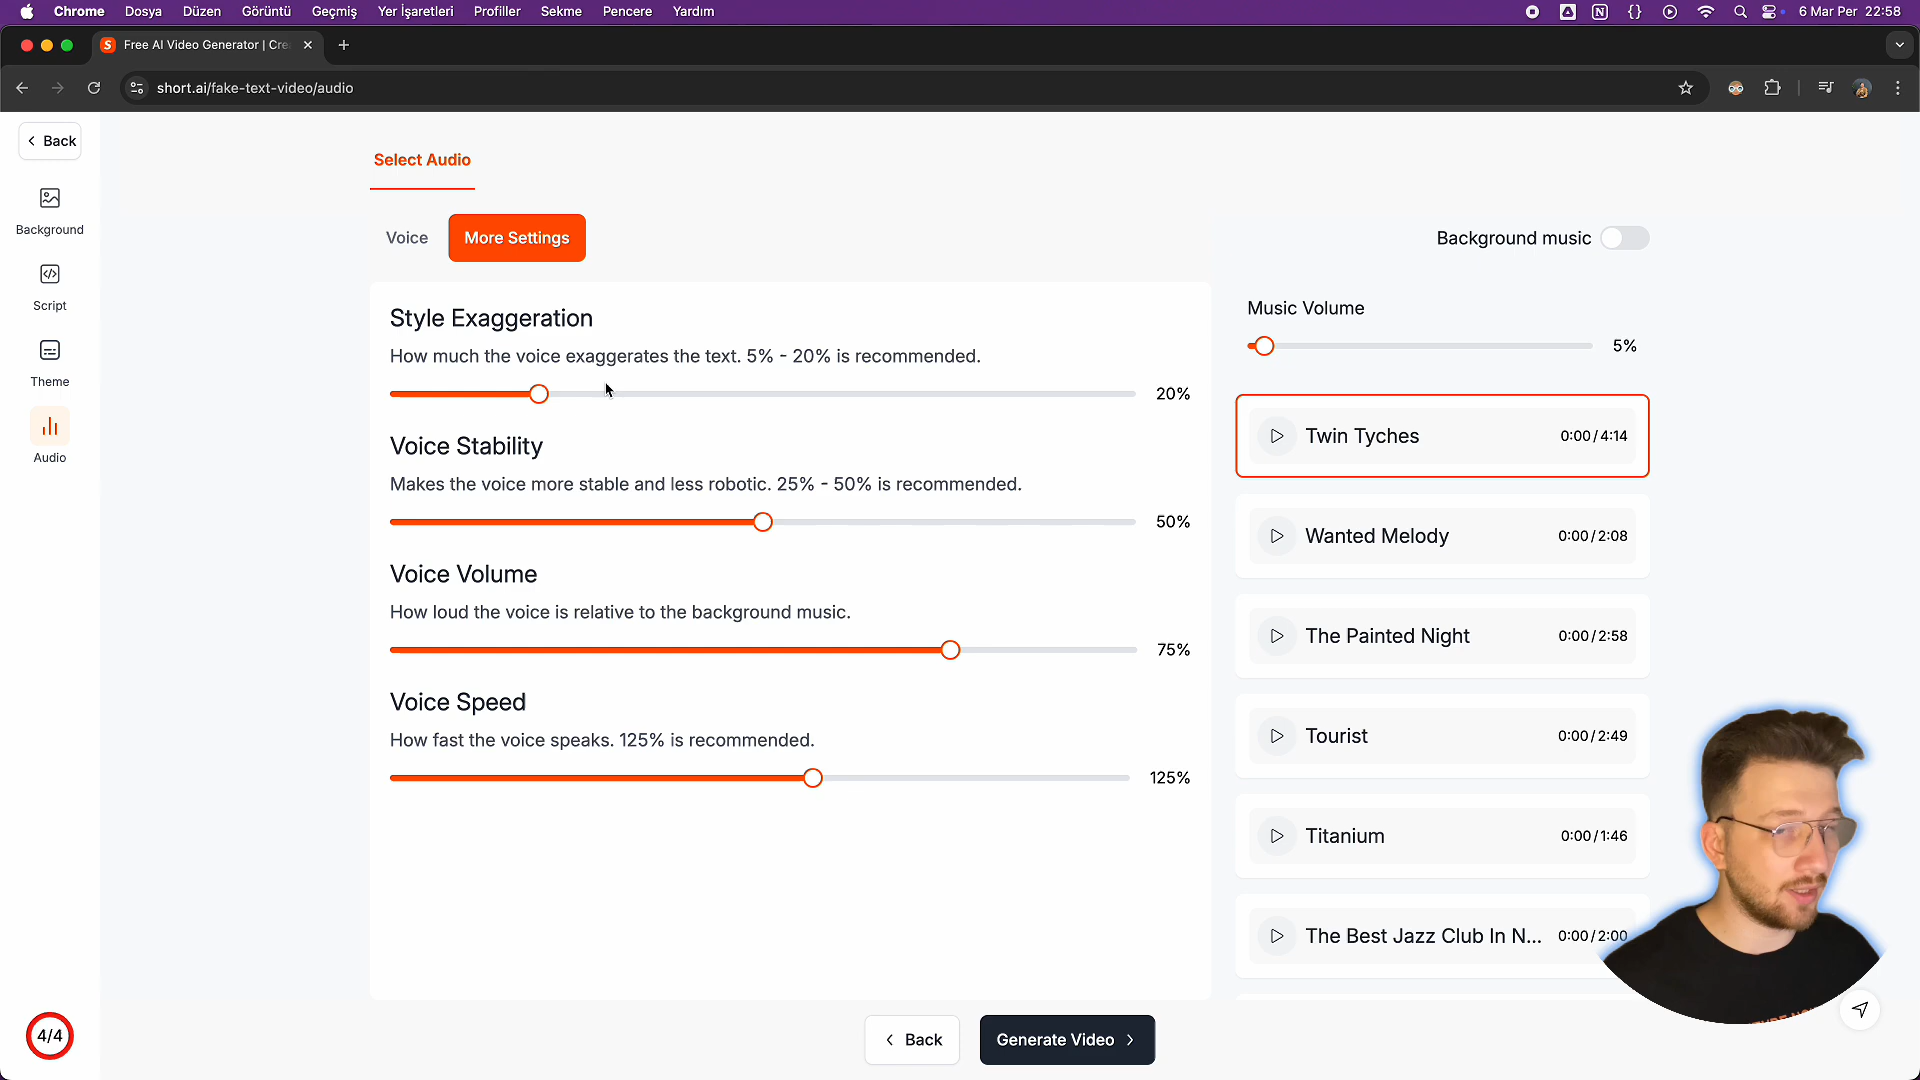 Chrome Dosya Düzen Görüntü Geçmiş Yer İşaretleri Profiller Sekme Pencere Yardım 6 Mar Per 22:58
Free AI Video Generator | Cre
short.ai/fake-text-video/audio
Back
Background
Script
Theme
Audio
4/4
Select Audio
Voice More Settings
Style Exaggeration
How much the voice exaggerates the text. 5% - 20% is recommended.
20%
Voice Stability
Makes the voice more stable and less robotic. 25% - 50% is recommended.
50%
Voice Volume
How loud the voice is relative to the background music.
75%
Voice Speed
How fast the voice speaks. 125% is recommended.
125%
Background music
Music Volume
5%
Twin Tyches 0:00/4:14
Wanted Melody 0:00/2:08
The Painted Night 0:00/2:58
Tourist 0:00/2:49
Titanium 0:00/1:46
The Best Jazz Club In N... 0:00/2:00
Back Generate Video